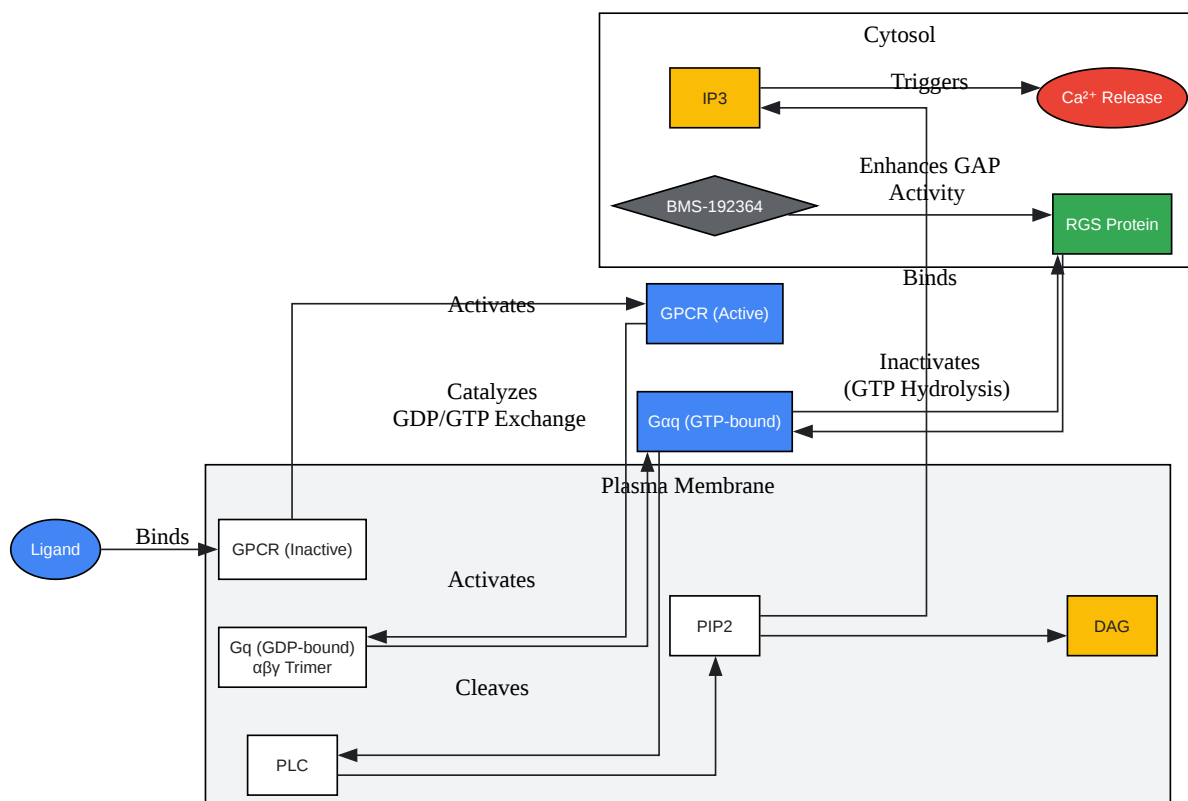 Cytosol
IP3
Triggers
Ca²⁺ Release
Enhances GAP
Activity
BMS-192364
RGS Protein
Binds
Activates
GPCR (Active)
Inactivates
(GTP Hydrolysis)
Catalyzes
GDP/GTP Exchange
Gαq (GTP-bound)
Plasma Membrane
Ligand
Binds
GPCR (Inactive)
Activates
Gq (GDP-bound)
αβγ Trimer
PIP2
DAG
Cleaves
PLC